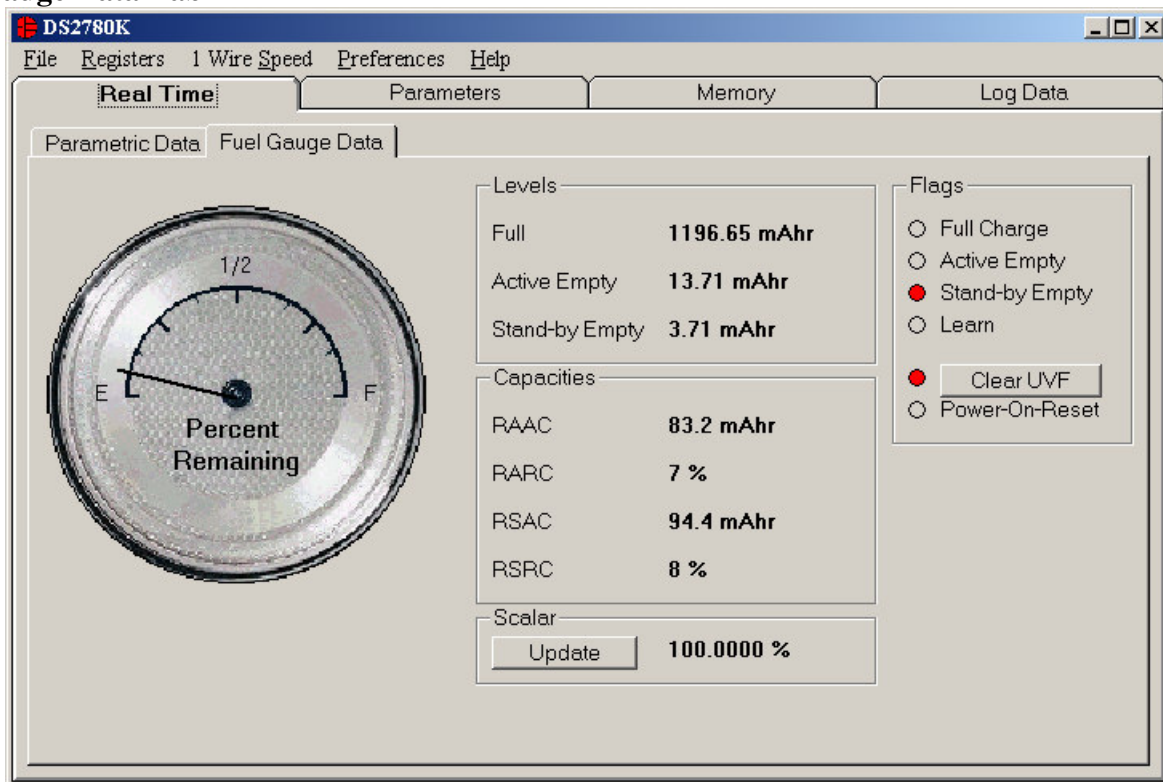 DS2780K
File Registers 1 Wire Speed Preferences Help
Real Time Parameters Memory Log Data
Parametric Data Fuel Gauge Data
1/2
E F
Percent
Remaining
Levels
Full 1196.65 mAhr
Active Empty 13.71 mAhr
Stand-by Empty 3.71 mAhr
Capacities
RAAC 83.2 mAhr
RARC 7 %
RSAC 94.4 mAhr
RSRC 8 %
Scalar
Update 100.0000 %
Flags
Full Charge
Active Empty
Stand-by Empty
Learn
Clear UVF
Power-On-Reset